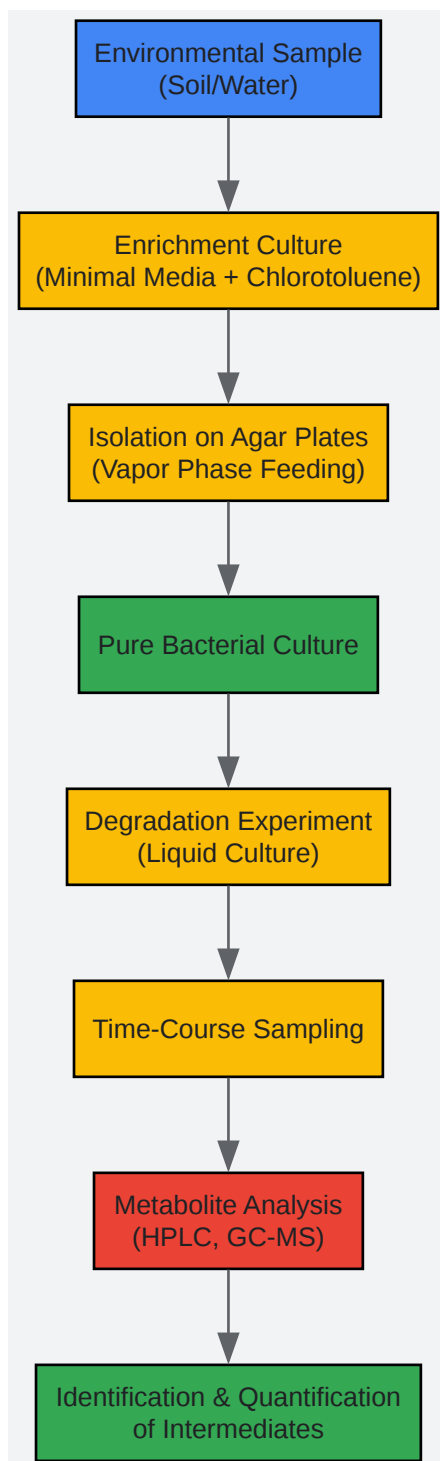 Environmental Sample
(Soil/Water)
Enrichment Culture
(Minimal Media + Chlorotoluene)
Isolation on Agar Plates
(Vapor Phase Feeding)
Pure Bacterial Culture
Degradation Experiment
(Liquid Culture)
Time-Course Sampling
Metabolite Analysis
(HPLC, GC-MS)
Identification & Quantification
of Intermediates